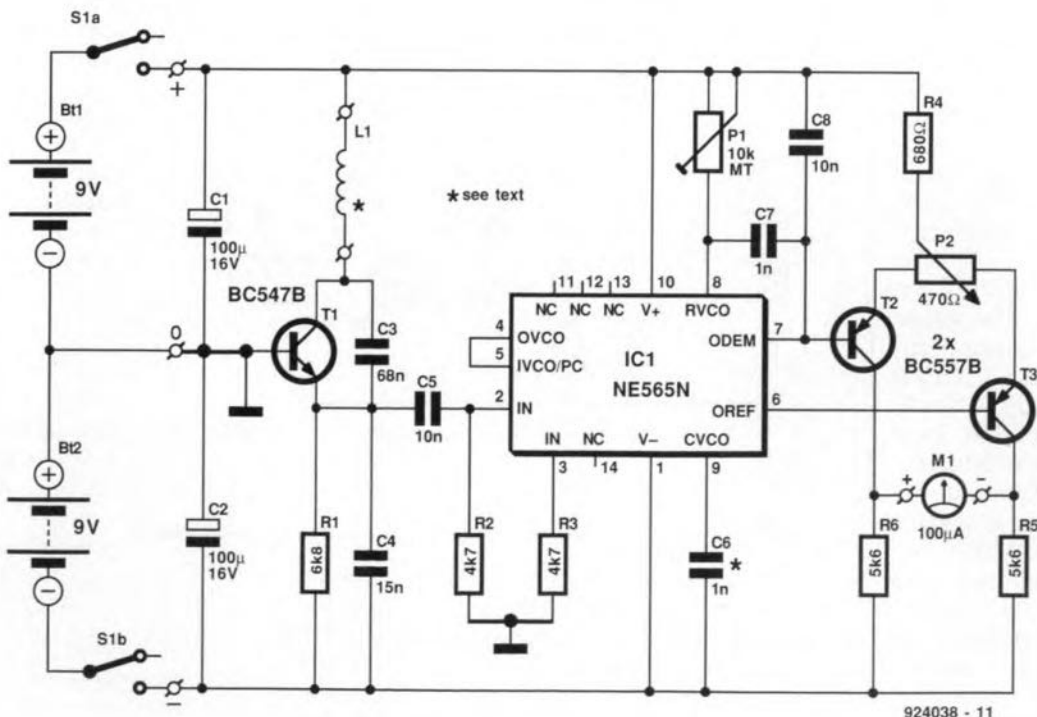 S1a
+
Bt1
+
9V
−
C1
100µ
16V
0
Bt2
+
9V
−
C2
100µ
16V
S1b
−
L1
*
* see text
BC547B
T1
C3
68n
C5
10n
R1
6k8
C4
15n
R2
4k7
R3
4k7
11
12
13
10
8
NC
NC
NC
V+
RVCO
4
OVCO
5
IVCO/PC
2
IN
IC1
NE565N
ODEM
7
OREF
6
IN
NC
V−
CVCO
3
14
1
9
C6
*
1n
P1
10k
MT
C7
1n
C8
10n
R4
680Ω
P2
470Ω
T2
2x
BC557B
T3
M1
+
−
100µA
R6
5k6
R5
5k6
924038 - 11